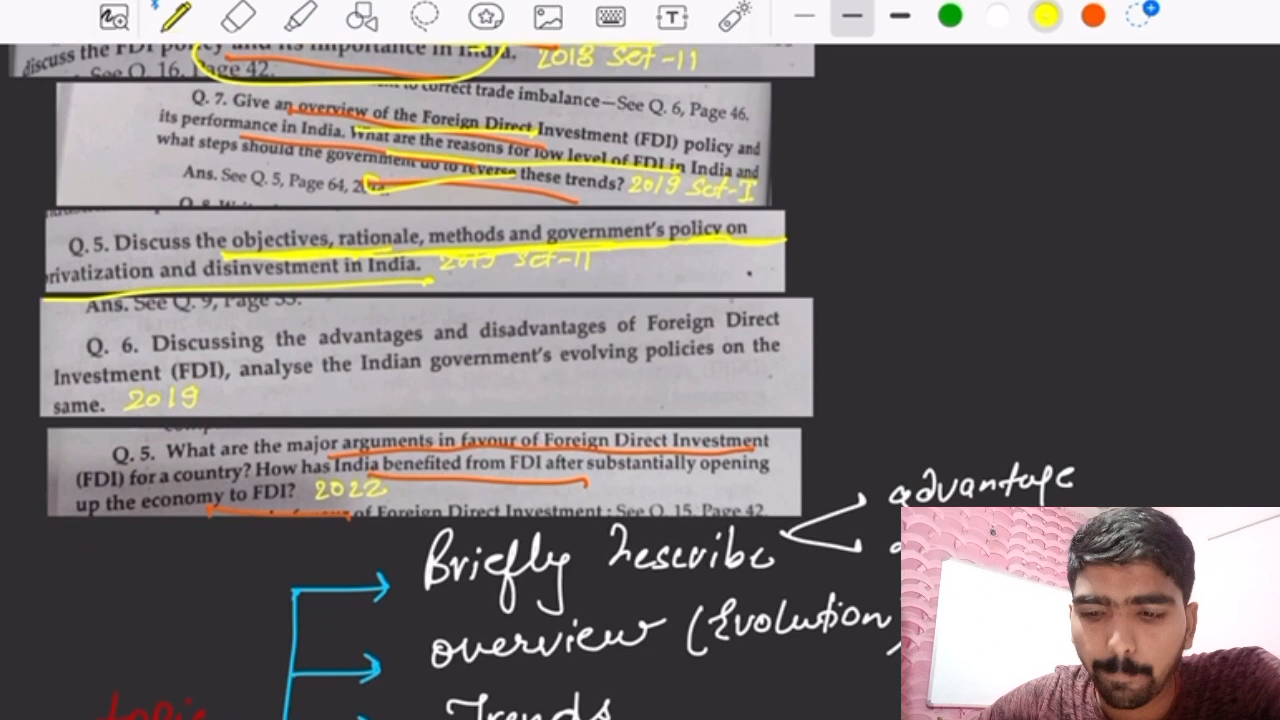 discuss the FDI policy and its importance in India. 2018 Set-11
See Q. 16, Page 42.
to correct trade imbalance—See Q. 6, Page 46.
Q. 7. Give an overview of the Foreign Direct Investment (FDI) policy and
its performance in India. What are the reasons for low level of FDI in India and
what steps should the government do to reverse these trends? 2019 Set-I
Ans. See Q. 5, Page 64,
Q. 5. Discuss the objectives, rationale, methods and government's policy on
rivatization and disinvestment in India. 2019 Set-11
Ans. See Q. 9, Page 33.
Q. 6. Discussing the advantages and disadvantages of Foreign Direct
Investment (FDI), analyse the Indian government's evolving policies on the
same. 2019
Q. 5. What are the major arguments in favour of Foreign Direct Investment
(FDI) for a country? How has India benefited from FDI after substantially opening
up the economy to FDI? 2022
of Foreign Direct Investment : See Q. 15, Page 42.
advantage
Briefly Describe
overview (Evolution)
Trends
topic